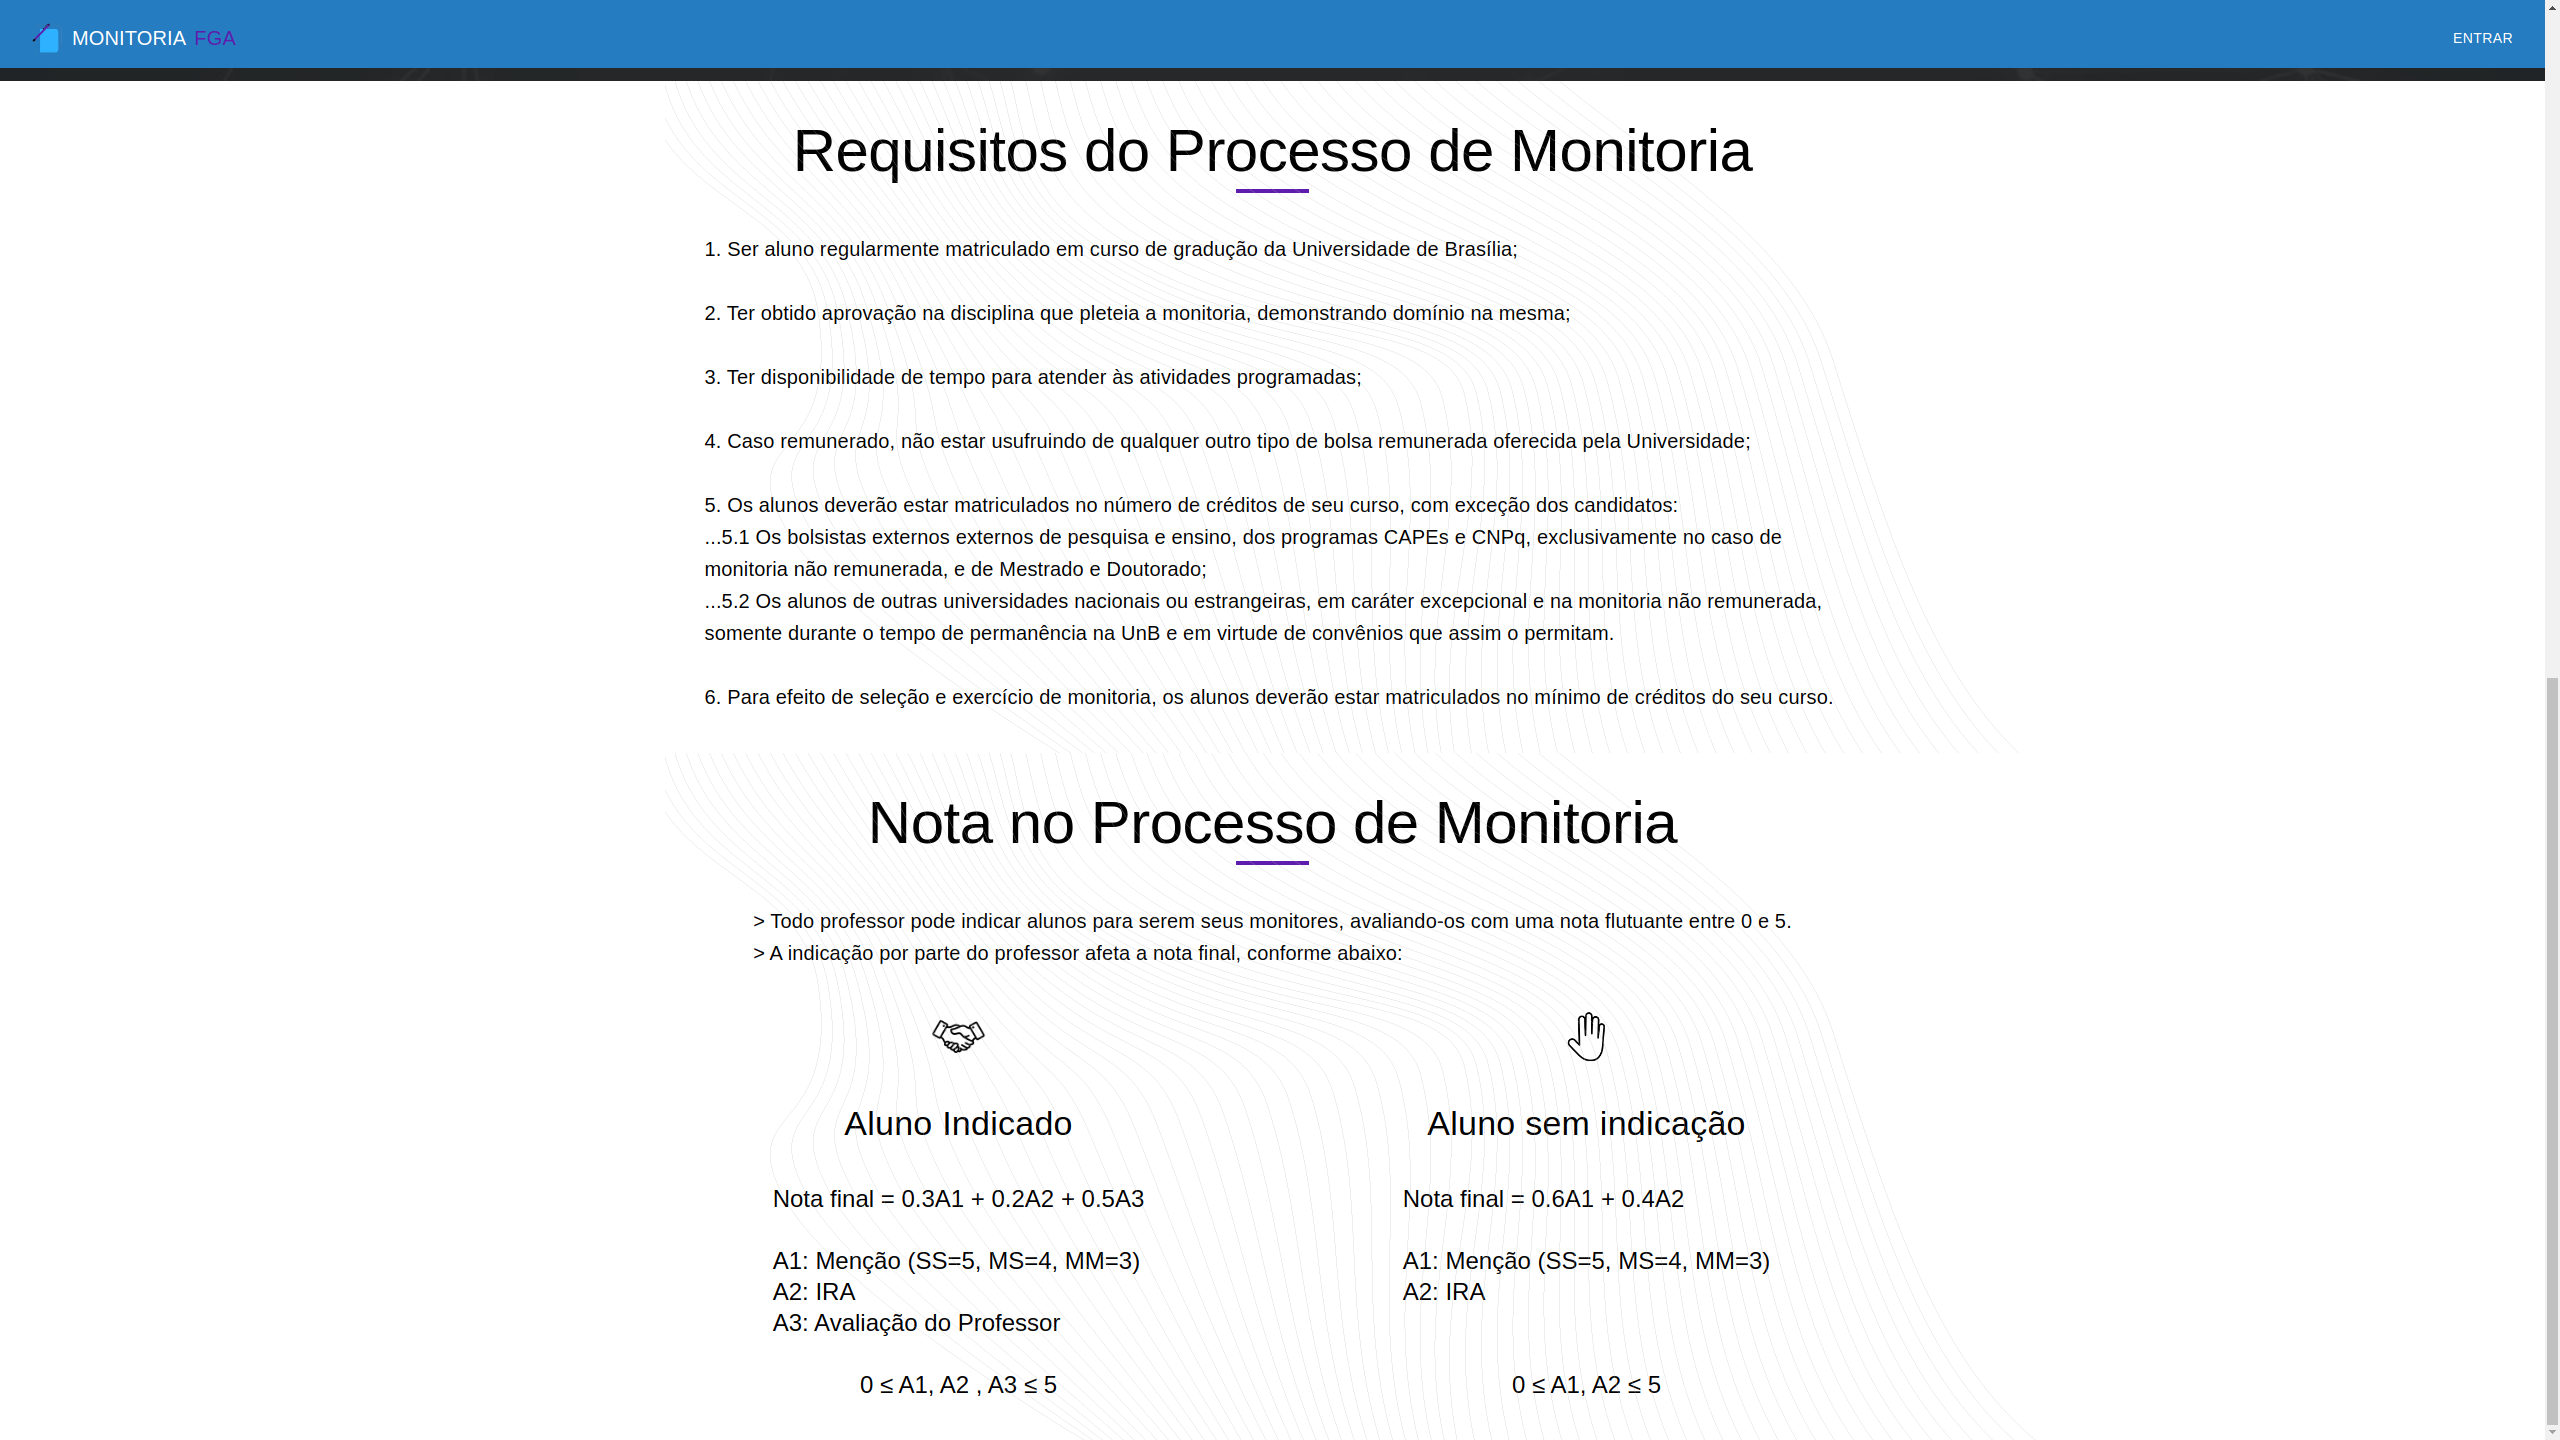 MONITORIA FGA
ENTRAR
Requisitos do Processo de Monitoria
1. Ser aluno regularmente matriculado em curso de gradução da Universidade de Brasília;
2. Ter obtido aprovação na disciplina que pleteia a monitoria, demonstrando domínio na mesma;
3. Ter disponibilidade de tempo para atender às atividades programadas;
4. Caso remunerado, não estar usufruindo de qualquer outro tipo de bolsa remunerada oferecida pela Universidade;
5. Os alunos deverão estar matriculados no número de créditos de seu curso, com exceção dos candidatos:
...5.1 Os bolsistas externos externos de pesquisa e ensino, dos programas CAPEs e CNPq, exclusivamente no caso de
monitoria não remunerada, e de Mestrado e Doutorado;
...5.2 Os alunos de outras universidades nacionais ou estrangeiras, em caráter excepcional e na monitoria não remunerada,
somente durante o tempo de permanência na UnB e em virtude de convênios que assim o permitam.
6. Para efeito de seleção e exercício de monitoria, os alunos deverão estar matriculados no mínimo de créditos do seu curso.
Nota no Processo de Monitoria
> Todo professor pode indicar alunos para serem seus monitores, avaliando-os com uma nota flutuante entre 0 e 5.
> A indicação por parte do professor afeta a nota final, conforme abaixo:
Aluno Indicado
Nota final = 0.3A1 + 0.2A2 + 0.5A3
A1: Menção (SS=5, MS=4, MM=3)
A2: IRA
A3: Avaliação do Professor
0 ≤ A1, A2 , A3 ≤ 5
Aluno sem indicação
Nota final = 0.6A1 + 0.4A2
A1: Menção (SS=5, MS=4, MM=3)
A2: IRA
0 ≤ A1, A2 ≤ 5